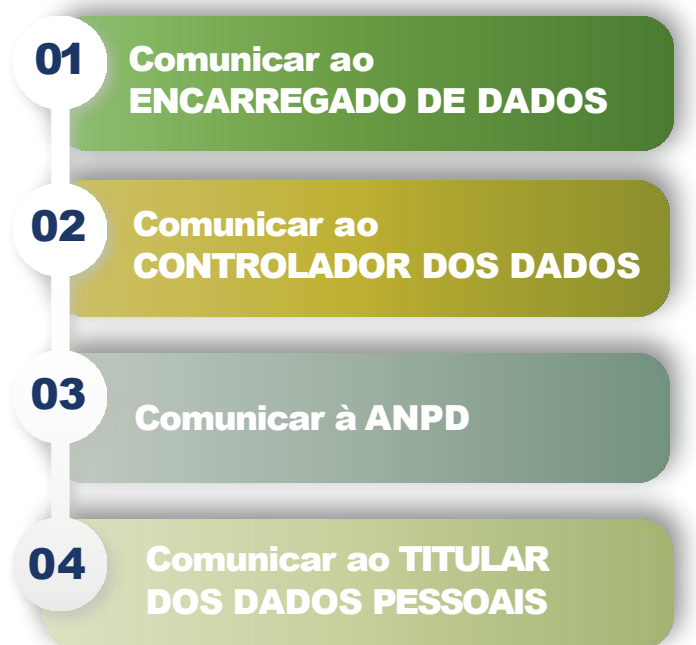 01
Comunicar ao
ENCARREGADO DE DADOS
02
Comunicar ao
CONTROLADOR DOS DADOS
03
Comunicar à ANPD
04
Comunicar ao TITULAR
DOS DADOS PESSOAIS